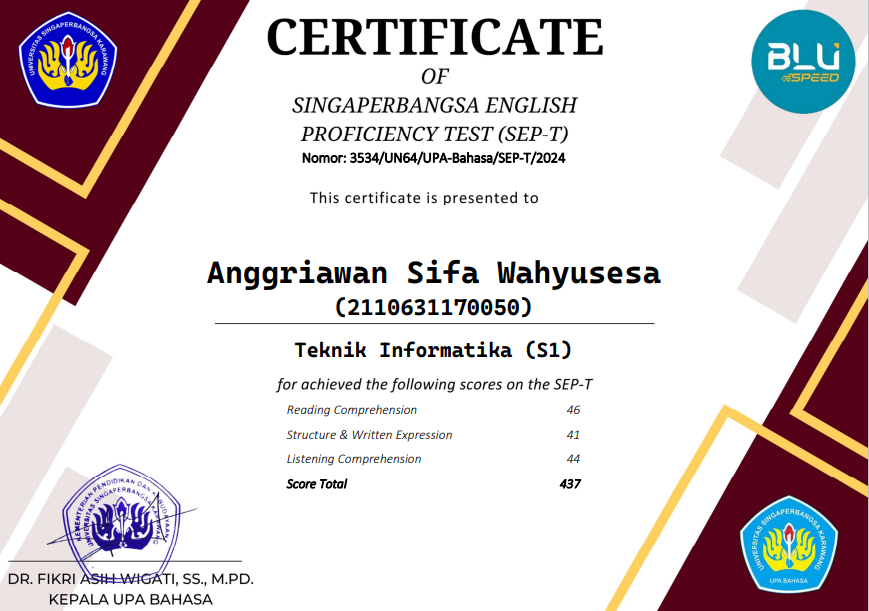 UNIVERSITAS SINGAPERBANGSA KARAWANG
CERTIFICATE
BLU
SPEED
OF
SINGAPERBANGSA ENGLISH
PROFICIENCY TEST (SEP-T)
Nomor: 3534/UN64/UPA-Bahasa/SEP-T/2024
This certificate is presented to
Anggriawan Sifa Wahyusesa
(2110631170050)
Teknik Informatika (S1)
for achieved the following scores on the SEP-T
Reading Comprehension 46
Structure & Written Expression 41
Listening Comprehension 44
Score Total 437
KEMENTERIAN PENDIDIKAN DAN KEBUDAYAAN
UNIVERSITAS SINGAPERBANGSA KARAWANG
DR. FIKRI ASIH WIGATI, SS., M.PD.
KEPALA UPA BAHASA
UNIVERSITAS SINGAPERBANGSA KARAWANG
UPA BAHASA